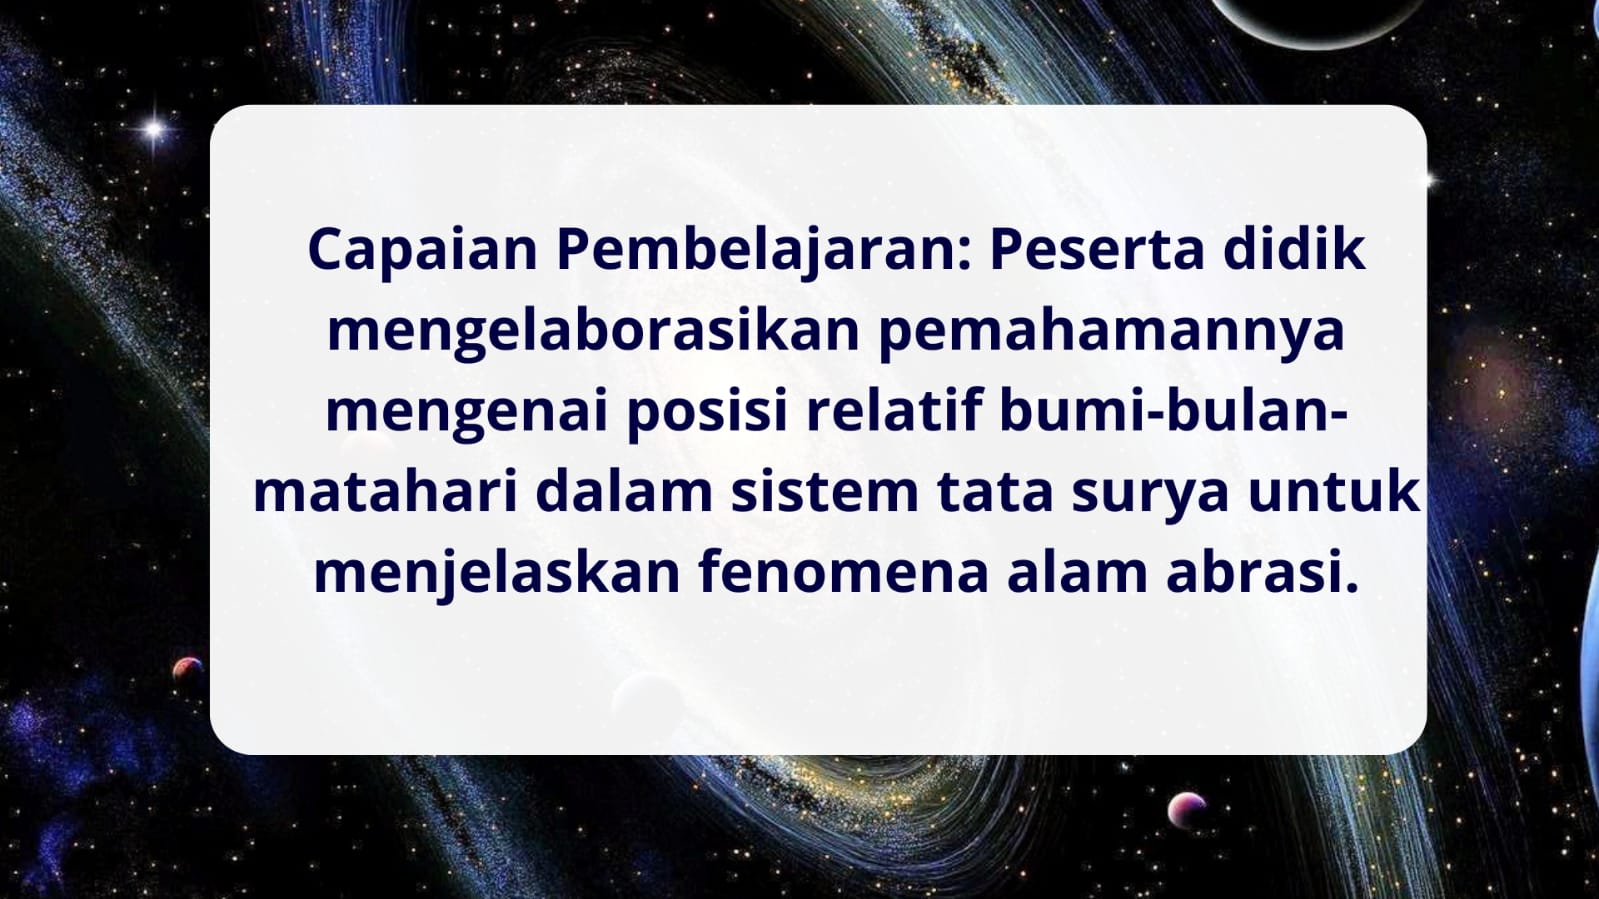 Capaian Pembelajaran: Peserta didik
mengelaborasikan pemahamannya
mengenai posisi relatif bumi-bulan-
matahari dalam sistem tata surya untuk
menjelaskan fenomena alam abrasi.